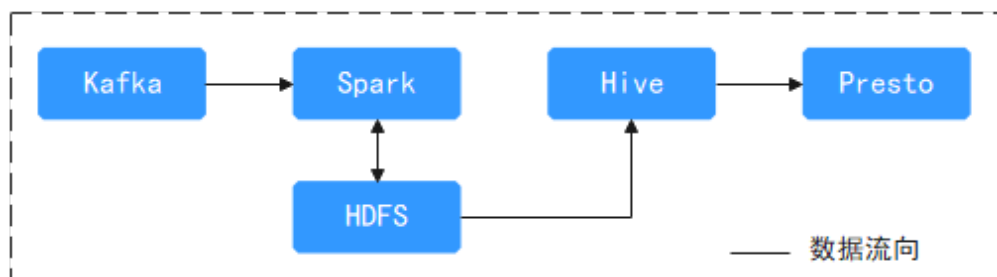 Kafka
Spark
Hive
Presto
HDFS
数据流向